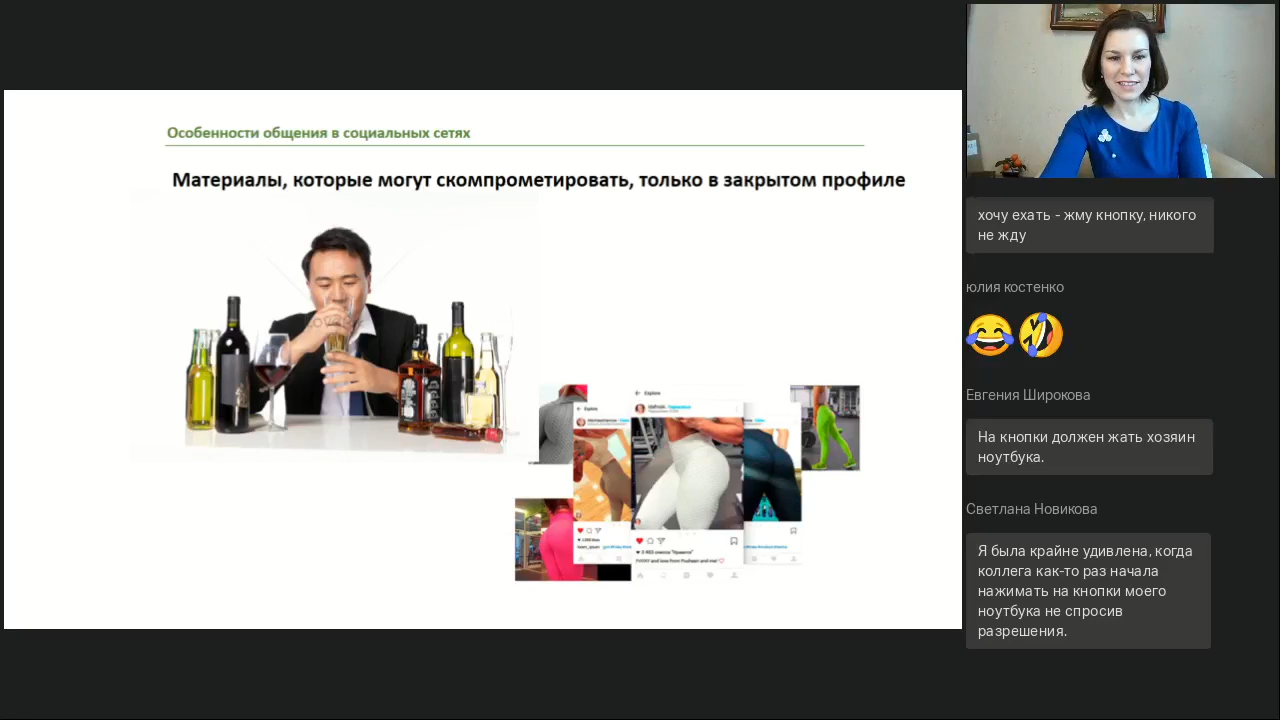 Особенности общения в социальных сетях
Материалы, которые могут скомпрометировать, только в закрытом профиле
Explore
Explore
хочу ехать - жму кнопку, никого
не жду
юлия костенко
Евгения Широкова
На кнопки должен жать хозяин
ноутбука.
Светлана Новикова
Я была крайне удивлена, когда
коллега как-то раз начала
нажимать на кнопки моего
ноутбука не спросив
разрешения.